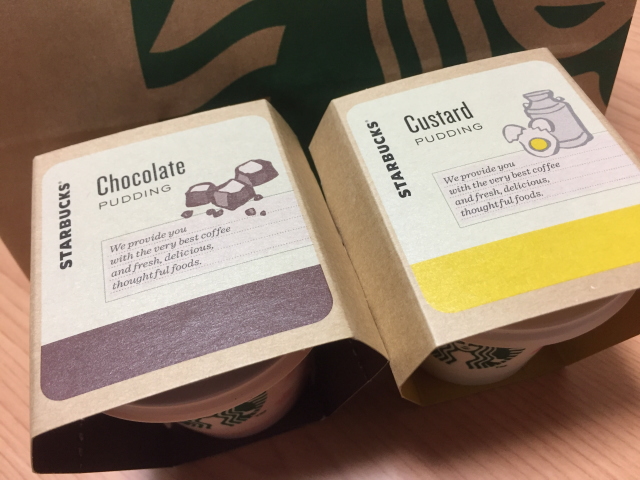 STARBUCKS®
Chocolate
PUDDING
We provide you
with the very best coffee
and fresh, delicious,
thoughtful foods.
STARBUCKS®
Custard
PUDDING
We provide you
with the very best coffee
and fresh, delicious,
thoughtful foods.